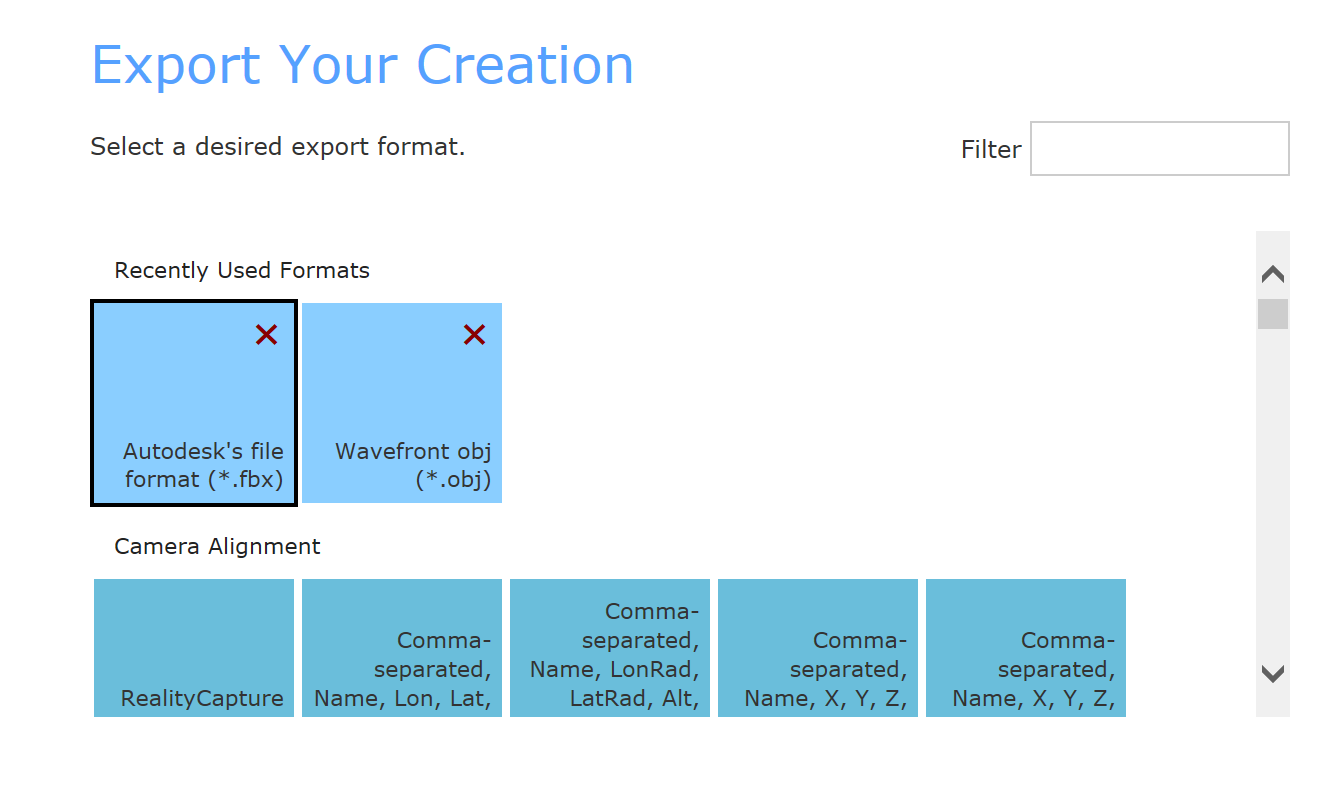 Export Your Creation
Select a desired export format.
Filter
Recently Used Formats
Autodesk's file
format (*.fbx)
Wavefront obj
(*.obj)
Camera Alignment
RealityCapture
Comma-
separated,
Name, Lon, Lat,
Comma-
separated,
Name, LonRad,
LatRad, Alt,
Comma-
separated,
Name, X, Y, Z,
Comma-
separated,
Name, X, Y, Z,